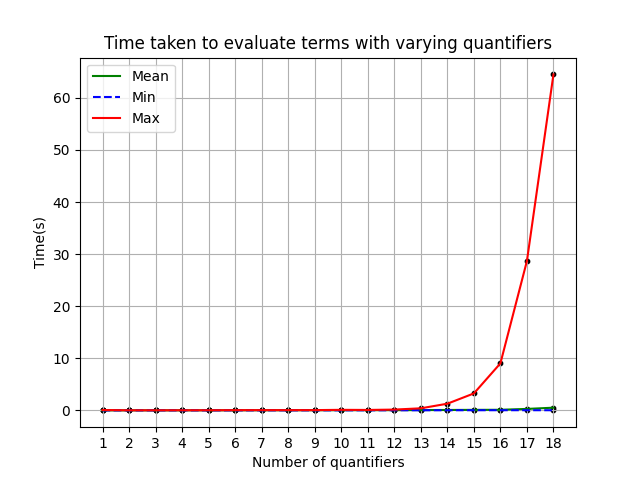 Time taken to evaluate terms with varying quantifiers
Mean
Min
Max
Time(s)
60
50
40
30
20
10
0
1 2 3 4 5 6 7 8 9 10 11 12 13 14 15 16 17 18
Number of quantifiers